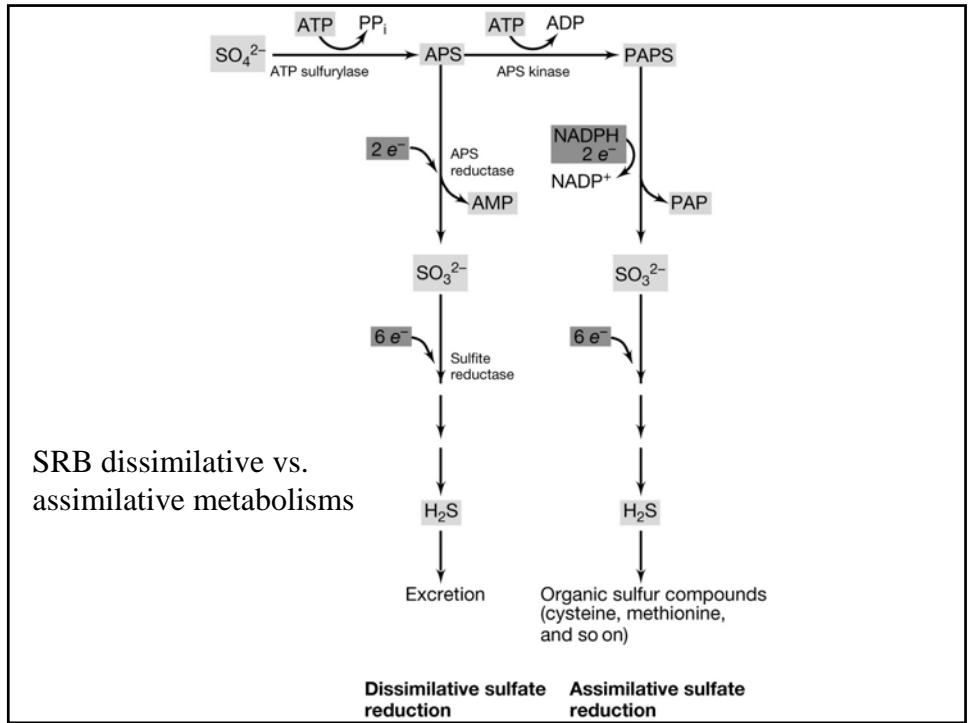 ATP PPi ATP ADP
SO4^2– APS PAPS
ATP sulfurylase APS kinase
2 e–
APS
reductase
AMP
NADPH
2 e–
NADP+
PAP
SO3^2– SO3^2–
6 e– 6 e–
Sulfite
reductase
SRB dissimilative vs.
assimilative metabolisms
H2S H2S
Excretion
Organic sulfur compounds
(cysteine, methionine,
and so on)
Dissimilative sulfate
reduction
Assimilative sulfate
reduction